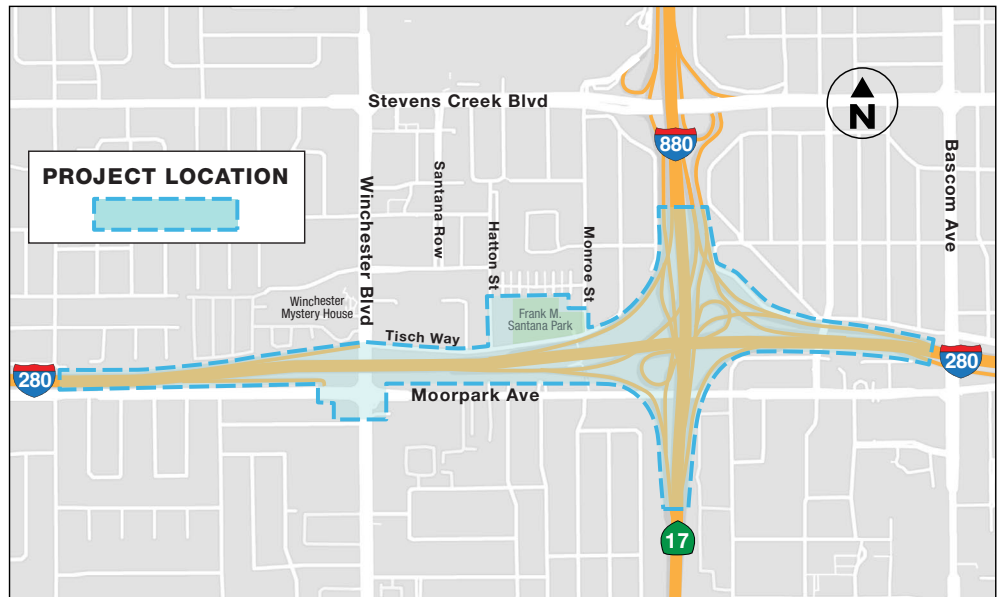 Stevens Creek Blvd
N
880
PROJECT LOCATION
Winchester Blvd
Santana Row
Hatton St
Monroe St
Bascom Ave
Winchester
Mystery House
Frank M.
Santana Park
Tisch Way
280
280
Moorpark Ave
17